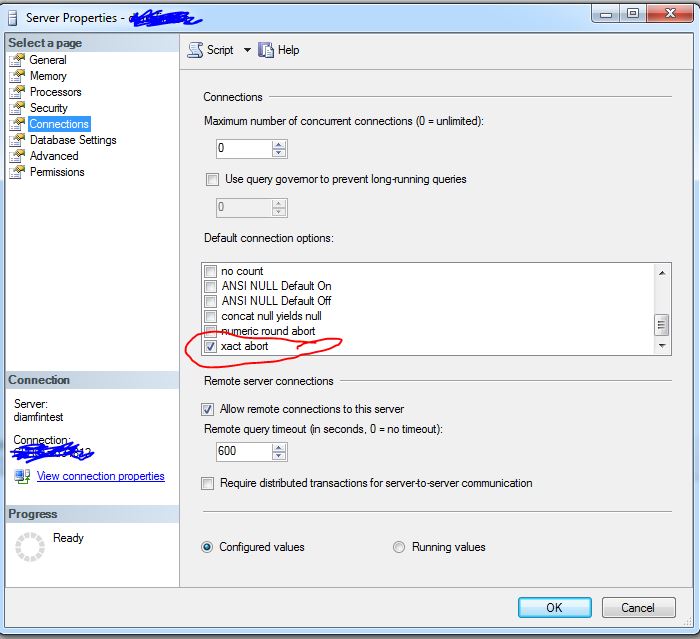 Server Properties -
Select a page
General
Memory
Processors
Security
Connections
Database Settings
Advanced
Permissions
Connection
Server:
diamfintest
Connection:
View connection properties
Progress
Ready
Script
Help
Connections
Maximum number of concurrent connections (0 = unlimited):
0
Use query governor to prevent long-running queries
0
Default connection options:
no count
ANSI NULL Default On
ANSI NULL Default Off
concat null yields null
numeric round abort
xact abort
Remote server connections
Allow remote connections to this server
Remote query timeout (in seconds, 0 = no timeout):
600
Require distributed transactions for server-to-server communication
Configured values
Running values
OK
Cancel